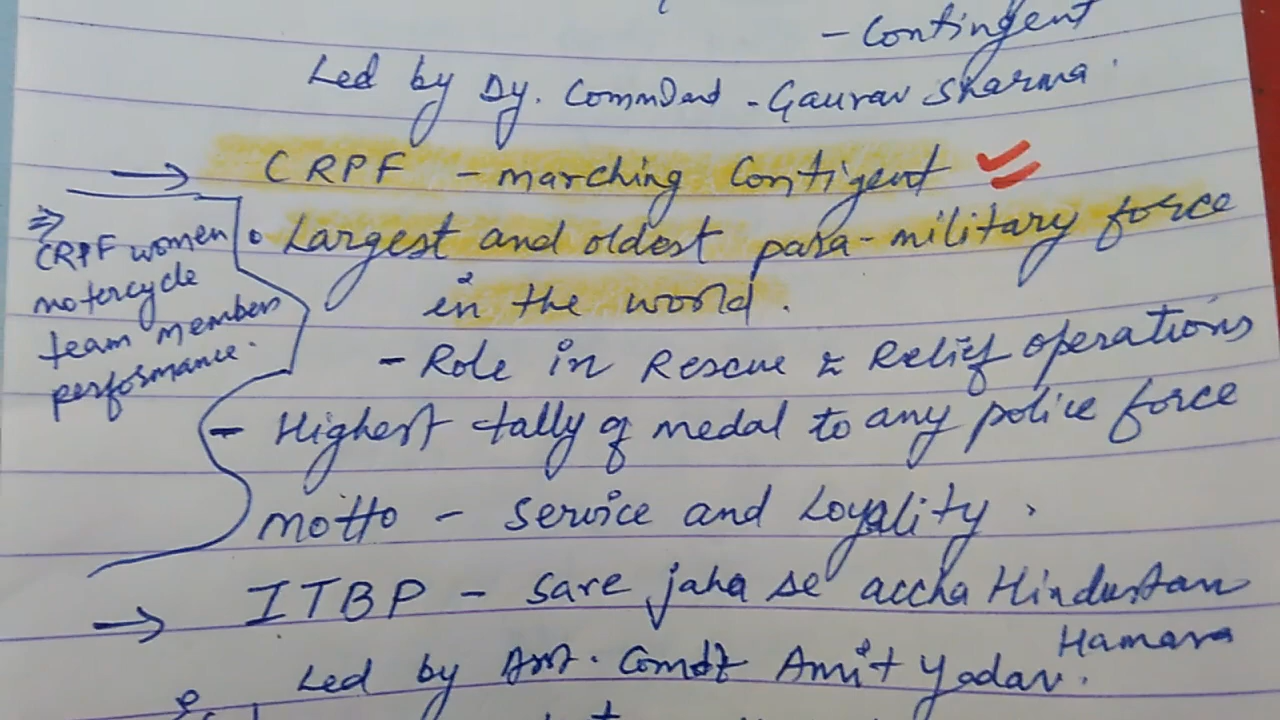 - Contingent
Led by Dy. Commdant - Gaurav Sharma.
→ CRPF - marching Contigent
⇒ CRPF women
motercycle
team members
performance.
• Largest and oldest para-military force
in the world.
- Role in Rescue & Relief operations
- Highest tally of medal to any police force
motto - Service and Loyality.
→ ITBP - Sare jaha se accha Hindustan
Hamara
Led by Asst. Comdt Amit Yadav.